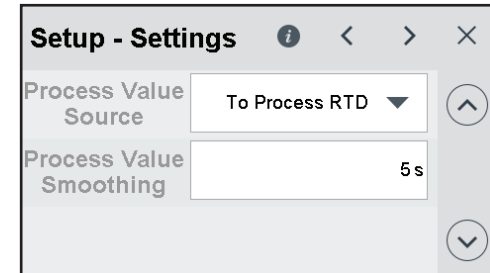 Setup - Settings
Process Value
Source
To Process RTD
Process Value
Smoothing
5 s